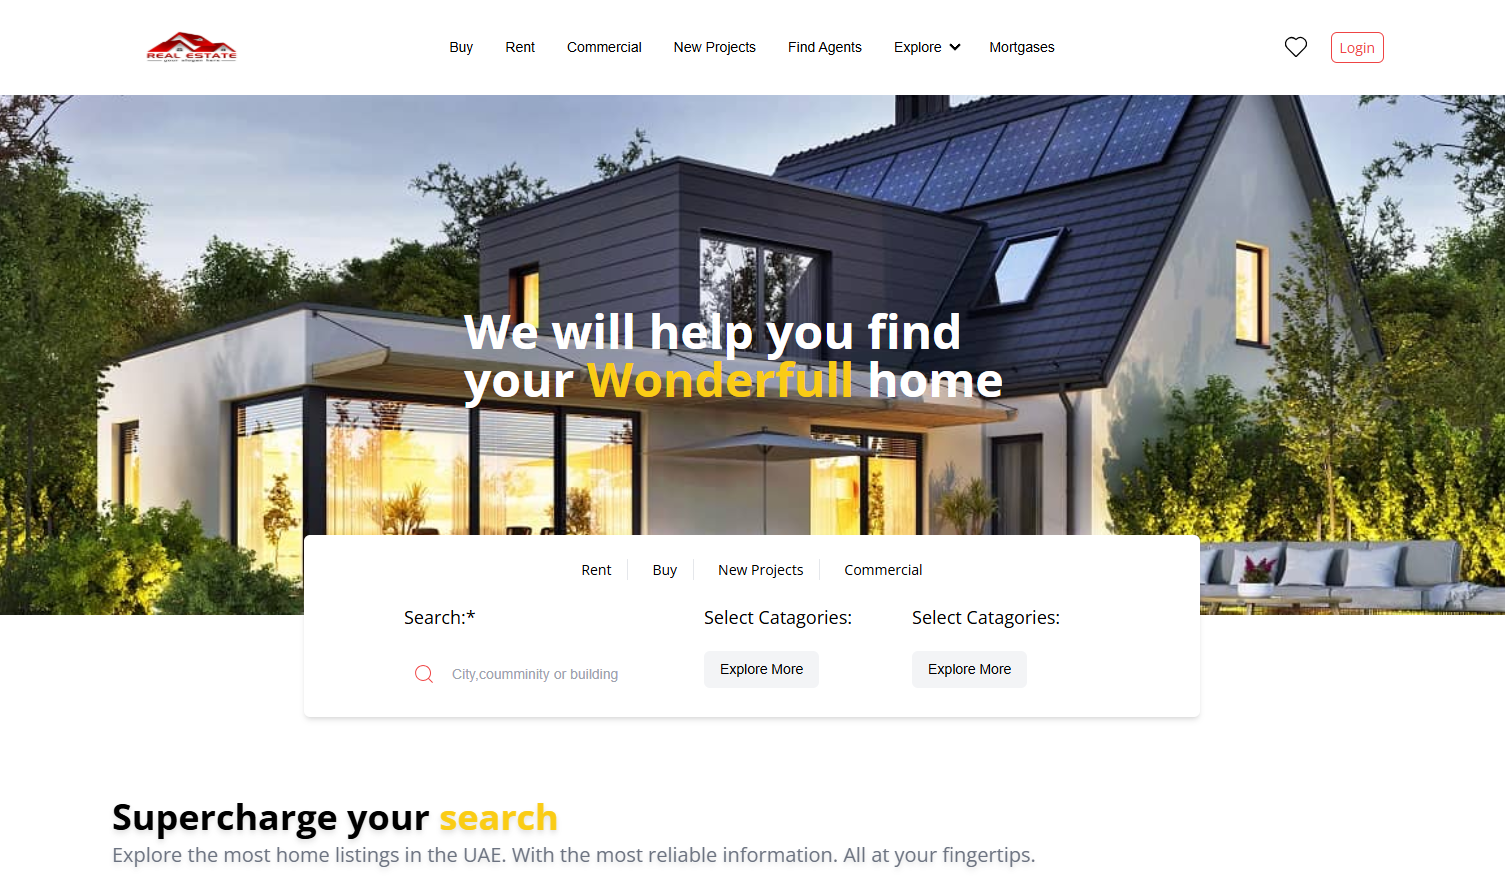 REAL ESTATE
your slogan here
Buy Rent Commercial New Projects Find Agents Explore Mortgases
Login
We will help you find
your Wonderfull home
Rent Buy New Projects Commercial
Search:* Select Catagories: Select Catagories:
City,coumminity or building Explore More Explore More
Supercharge your search
Explore the most home listings in the UAE. With the most reliable information. All at your fingertips.